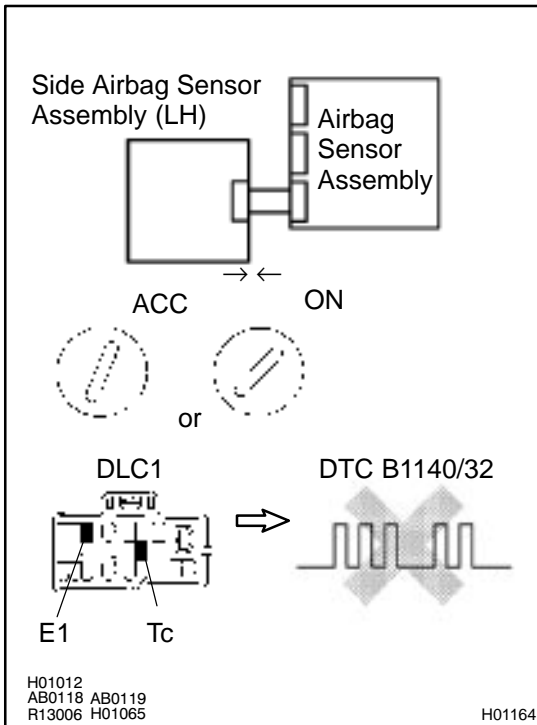 Side Airbag Sensor
Assembly (LH)
Airbag
Sensor
Assembly
ACC
ON
or
DLC1
DTC B1140/32
E1
Tc
H01012
AB0118 AB0119
R13006 H01065
H01164